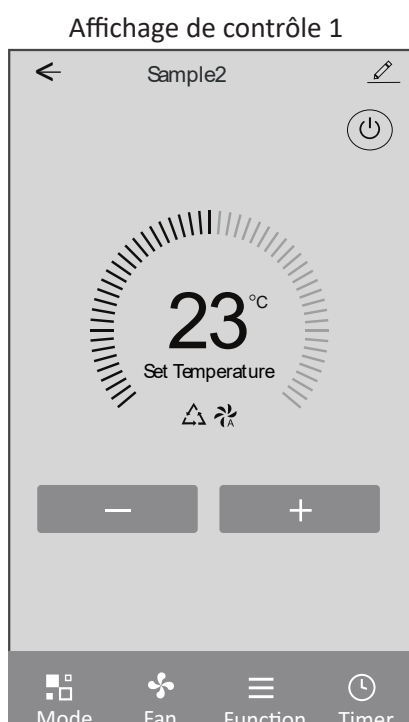 Affichage de contrôle 1
Sample2
23°C
Set Temperature
A
Mode Fan Function Timer